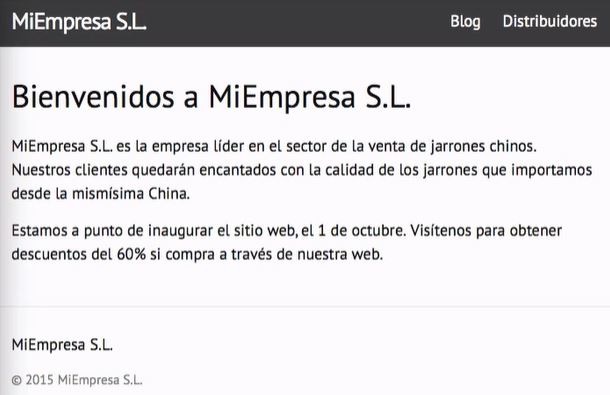 MiEmpresa S.L.
Blog
Distribuidores
Bienvenidos a MiEmpresa S.L.
MiEmpresa S.L. es la empresa líder en el sector de la venta de jarrones chinos.
Nuestros clientes quedarán encantados con la calidad de los jarrones que importamos
desde la mismísima China.
Estamos a punto de inaugurar el sitio web, el 1 de octubre. Visítenos para obtener
descuentos del 60% si compra a través de nuestra web.
MiEmpresa S.L.
© 2015 MiEmpresa S.L.